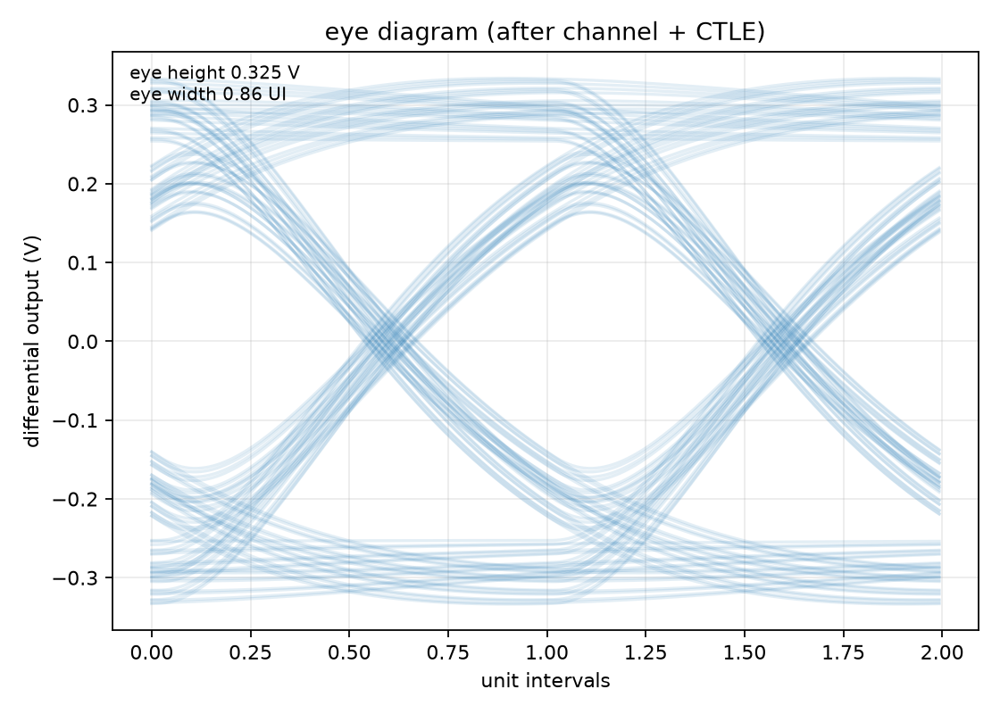 eye diagram (after channel + CTLE)
eye height 0.325 V
eye width 0.86 UI
differential output (V)
0.3
0.2
0.1
0.0
−0.1
−0.2
−0.3
0.00 0.25 0.50 0.75 1.00 1.25 1.50 1.75 2.00
unit intervals